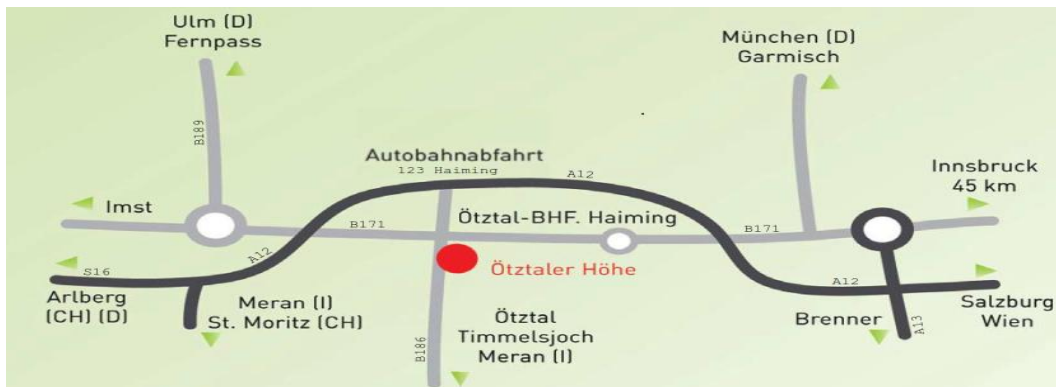 Ulm (D)
Fernpass
München (D)
Garmisch
B189
Autobahnabfahrt
123 Haiming
A12
Innsbruck
45 km
Imst
B171
Ötztal-BHF. Haiming
B171
A12
S16
Ötztaler Höhe
A12
Arlberg
(CH) (D)
Meran (I)
St. Moritz (CH)
Ötztal
Timmelsjoch
Meran (I)
B186
Brenner
A13
Salzburg
Wien